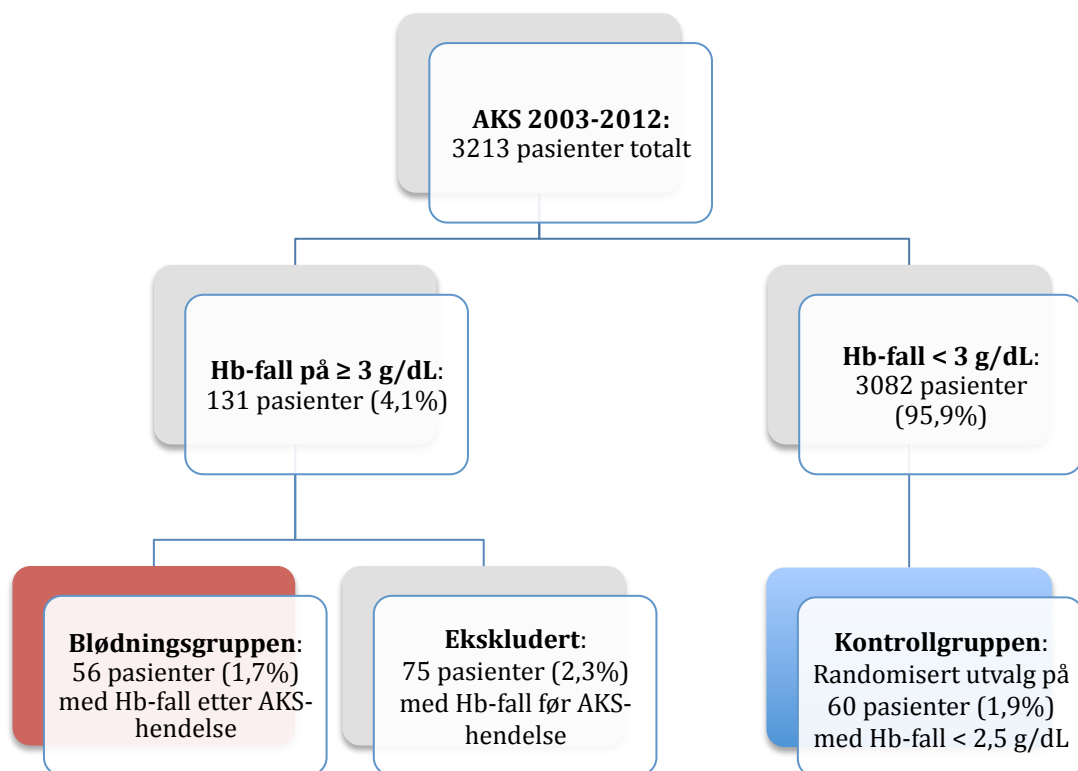 AKS 2003-2012:
3213 pasienter totalt
Hb-fall på ≥ 3 g/dL:
131 pasienter (4,1%)
Hb-fall < 3 g/dL:
3082 pasienter
(95,9%)
Blødningsgruppen:
56 pasienter (1,7%)
med Hb-fall etter AKS-
hendelse
Ekskludert:
75 pasienter (2,3%)
med Hb-fall før AKS-
hendelse
Kontrollgruppen:
Randomisert utvalg på
60 pasienter (1,9%)
med Hb-fall < 2,5 g/dL